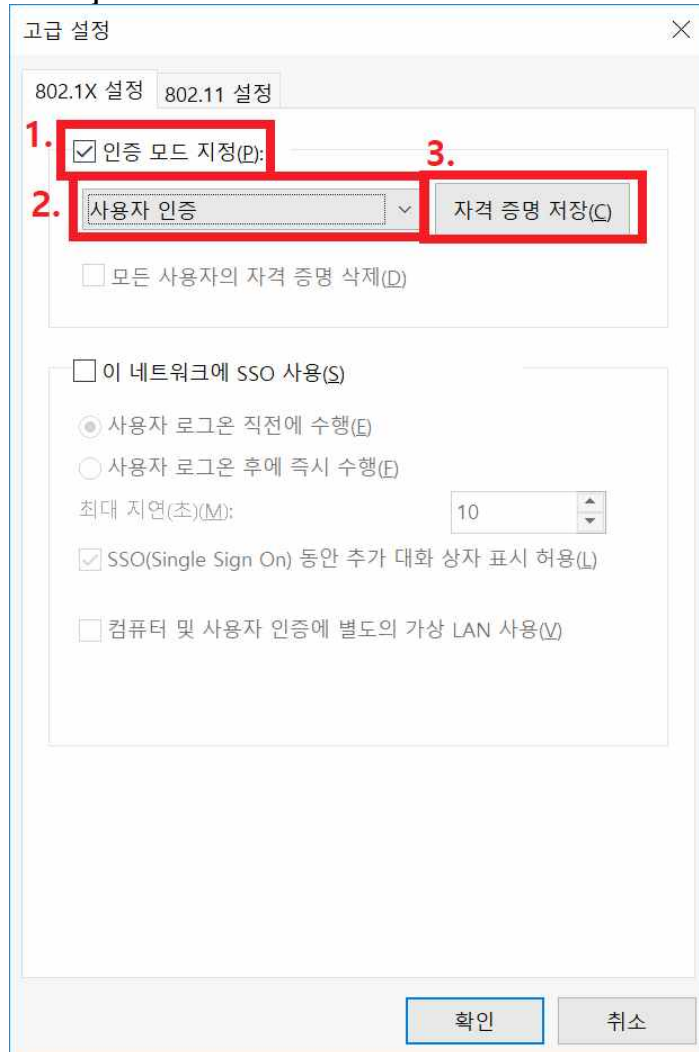 고급 설정
802.1X 설정 802.11 설정
1. 인증 모드 지정(P):
2. 사용자 인증 3. 자격 증명 저장(C)
모든 사용자의 자격 증명 삭제(D)
이 네트워크에 SSO 사용(S)
사용자 로그온 직전에 수행(E)
사용자 로그온 후에 즉시 수행(F)
최대 지연(초)(M): 10
SSO(Single Sign On) 동안 추가 대화 상자 표시 허용(L)
컴퓨터 및 사용자 인증에 별도의 가상 LAN 사용(V)
확인 취소